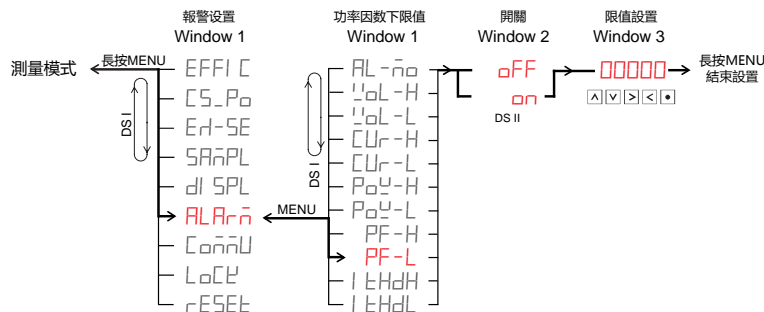 報警设置
Window 1
功率因数下限值
Window 1
開關
Window 2
限值設置
Window 3
測量模式
長按MENU
DS I
EFFIC
CS_Po
Ed-SE
SAmPL
dISPL
ALArm
CommU
LoCK
rESEt
MENU
DS I
AL-mo
VoL-H
VoL-L
CUr-H
CUr-L
PoW-H
PoW-L
PF-H
PF-L
ItHdH
ItHdL
oFF
on
DS II
00000
長按MENU
結束設置